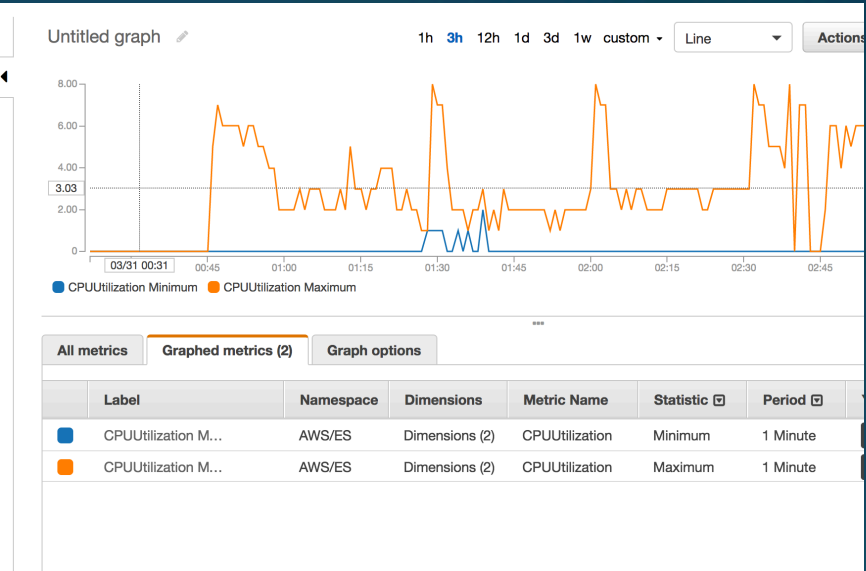 Untitled graph 1h 3h 12h 1d 3d 1w custom Line Actions
8.00
6.00
4.00
3.03
2.00
0
03/31 00:31 00:45 01:00 01:15 01:30 01:45 02:00 02:15 02:30 02:45
CPUUtilization Minimum CPUUtilization Maximum
All metrics Graphed metrics (2) Graph options
Label Namespace Dimensions Metric Name Statistic Period
CPUUtilization M... AWS/ES Dimensions (2) CPUUtilization Minimum 1 Minute
CPUUtilization M... AWS/ES Dimensions (2) CPUUtilization Maximum 1 Minute